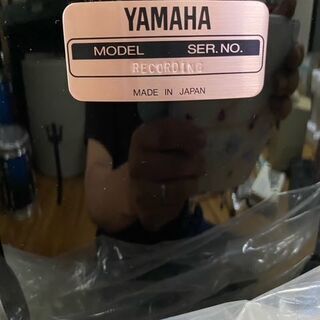 YAMAHA
MODEL SER.NO.
RECORDING
MADE IN JAPAN